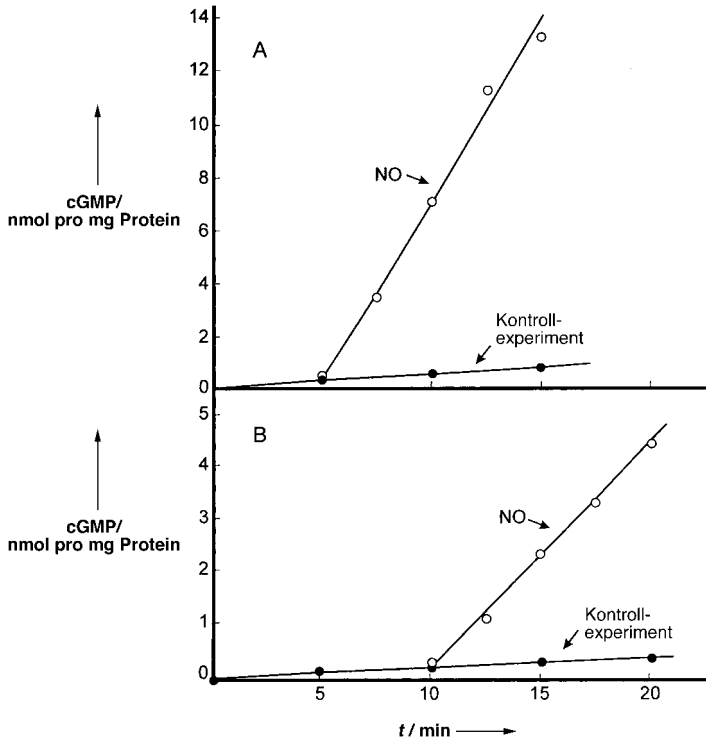 14
12
10
8
6
4
2
0
A
NO
Kontroll-
experiment
cGMP/
nmol pro mg Protein
5
4
3
2
1
0
B
NO
Kontroll-
experiment
cGMP/
nmol pro mg Protein
5 10 15 20
t / min